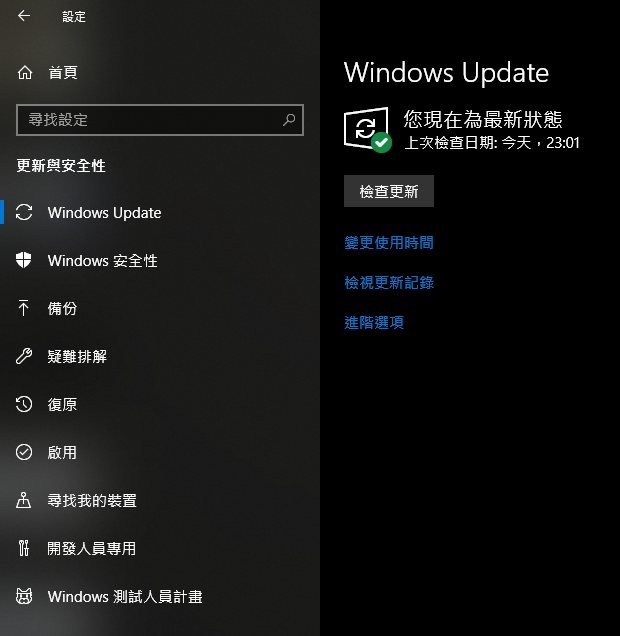 設定
首頁
尋找設定
更新與安全性
Windows Update
Windows 安全性
備份
疑難排解
復原
啟用
尋找我的裝置
開發人員專用
Windows 測試人員計畫
Windows Update
您現在為最新狀態
上次檢查日期: 今天，23:01
檢查更新
變更使用時間
檢視更新記錄
進階選項